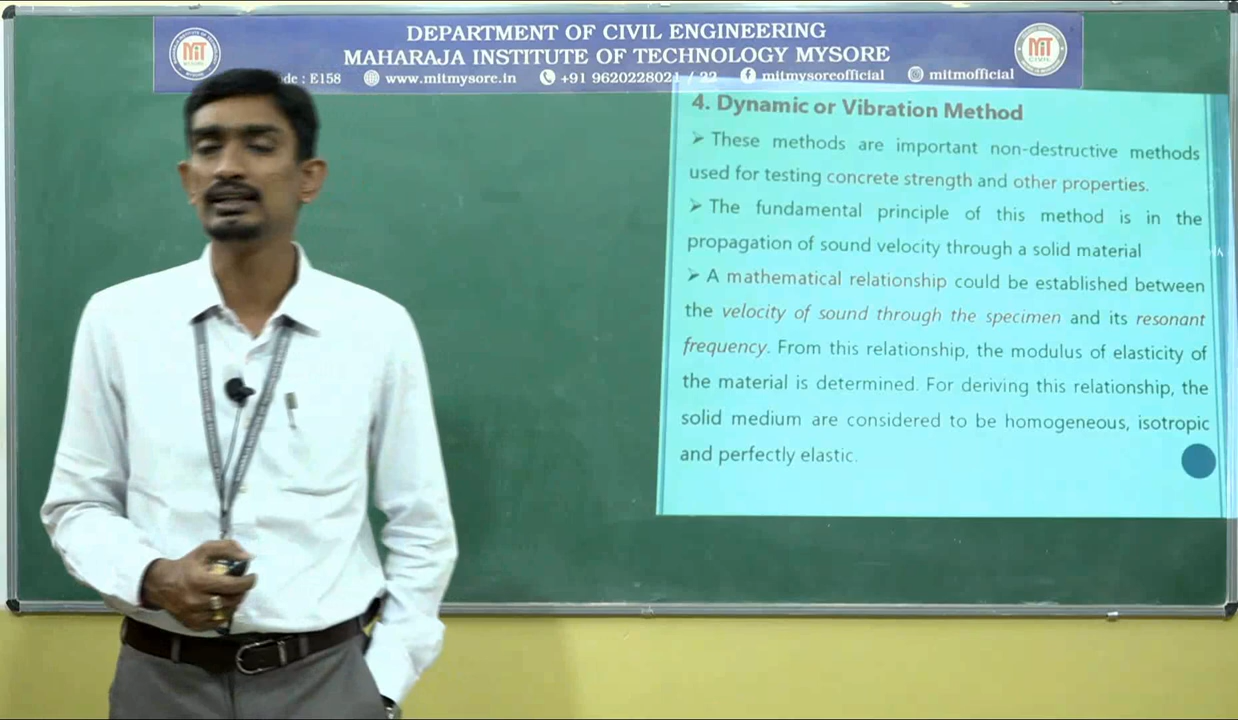 DEPARTMENT OF CIVIL ENGINEERING
MAHARAJA INSTITUTE OF TECHNOLOGY MYSORE
: E158 www.mitmysore.in +91 9620228021 / 22 mitmysoreofficial mitmofficial
MIT
MIT
CIVIL
4. Dynamic or Vibration Method
➤ These methods are important non-destructive methods
used for testing concrete strength and other properties.
➤ The fundamental principle of this method is in the
propagation of sound velocity through a solid material
➤ A mathematical relationship could be established between
the velocity of sound through the specimen and its resonant
frequency. From this relationship, the modulus of elasticity of
the material is determined. For deriving this relationship, the
solid medium are considered to be homogeneous, isotropic
and perfectly elastic.